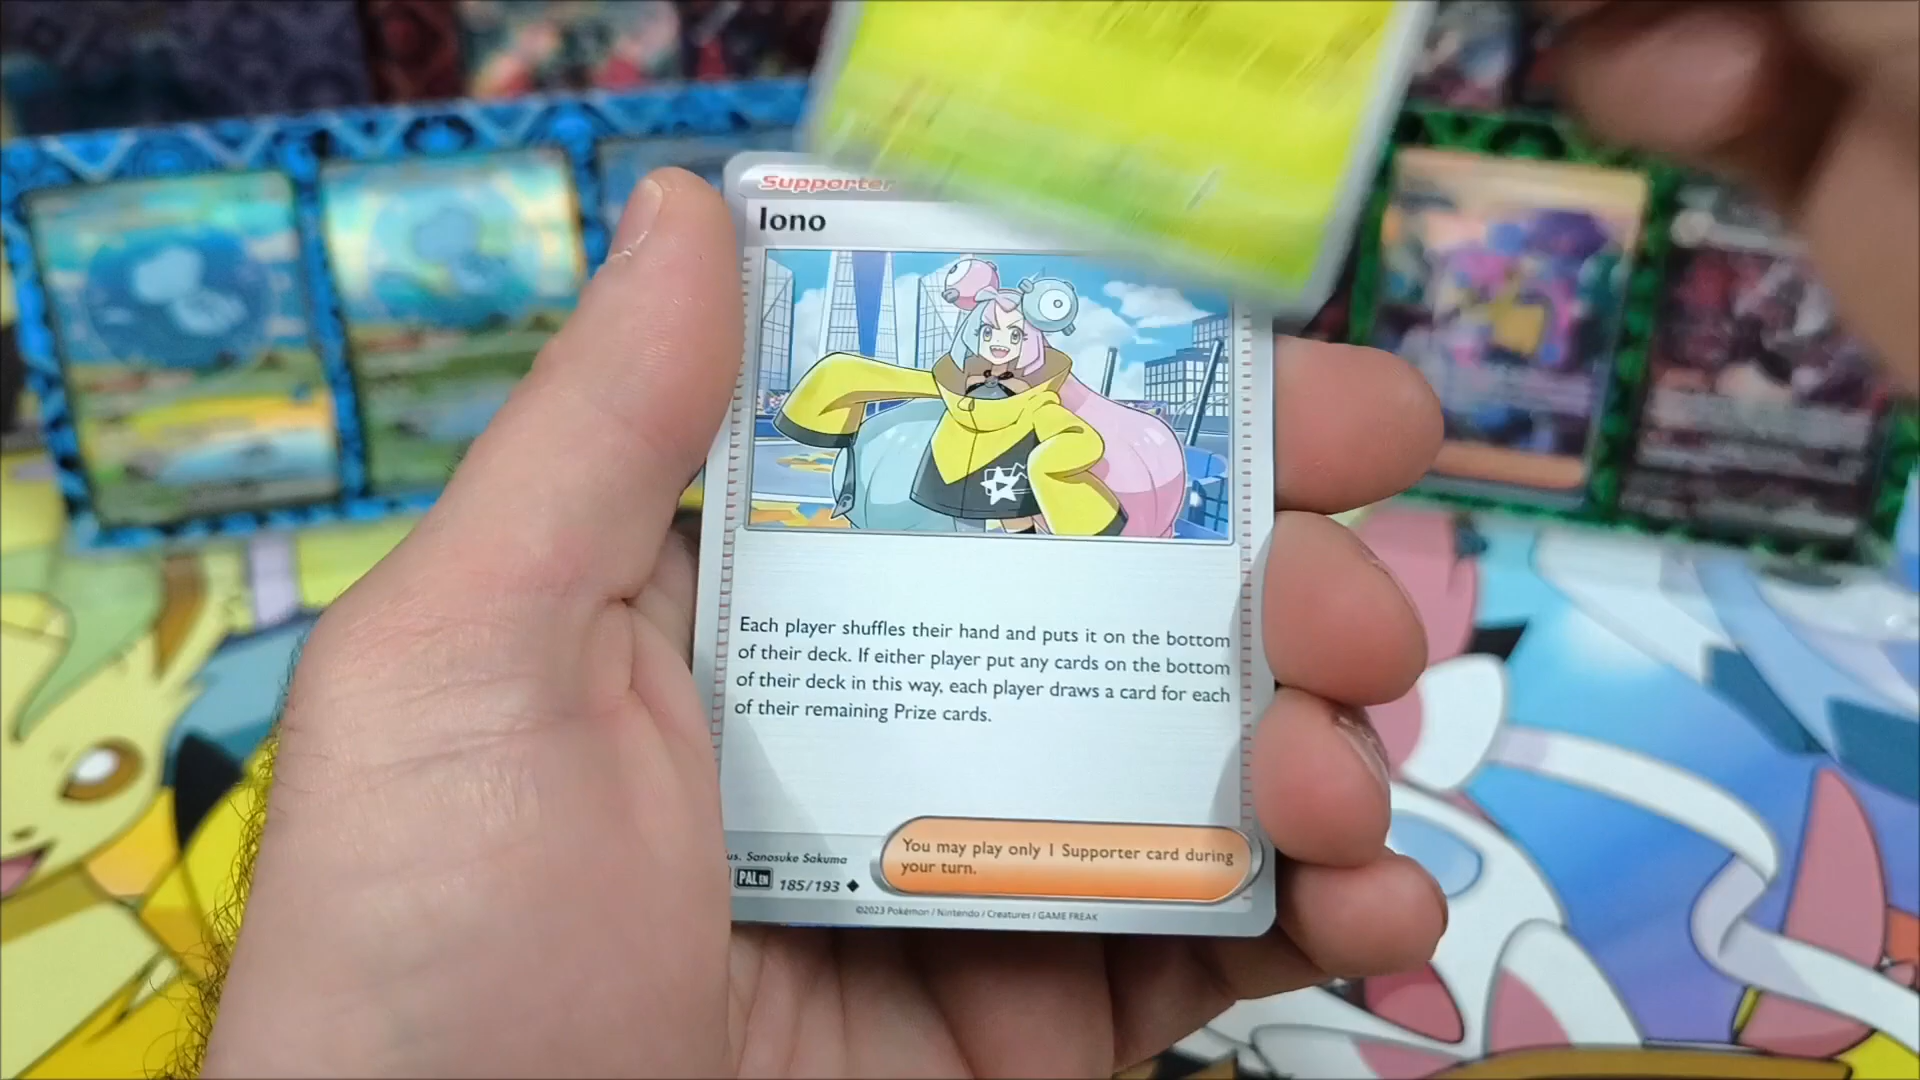 Supporter
Iono
Each player shuffles their hand and puts it on the bottom
of their deck. If either player put any cards on the bottom
of their deck in this way, each player draws a card for each
of their remaining Prize cards.
us. Sanosuke Sakuma
You may play only 1 Supporter card during
your turn.
PAL EN 185/193
©2023 Pokémon / Nintendo / Creatures / GAME FREAK